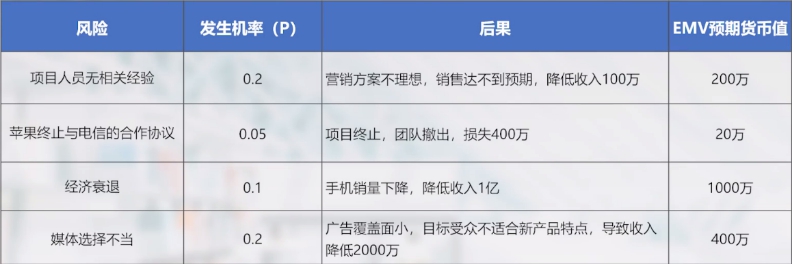 风险 发生机率（P） 后果 EMV预期货币值
项目人员无相关经验 0.2 营销方案不理想，销售达不到预期，降低收入100万 200万
苹果终止与电信的合作协议 0.05 项目终止，团队撤出，损失400万 20万
经济衰退 0.1 手机销量下降，降低收入1亿 1000万
媒体选择不当 0.2 广告覆盖面小，目标受众不适合新产品特点，导致收入
降低2000万 400万